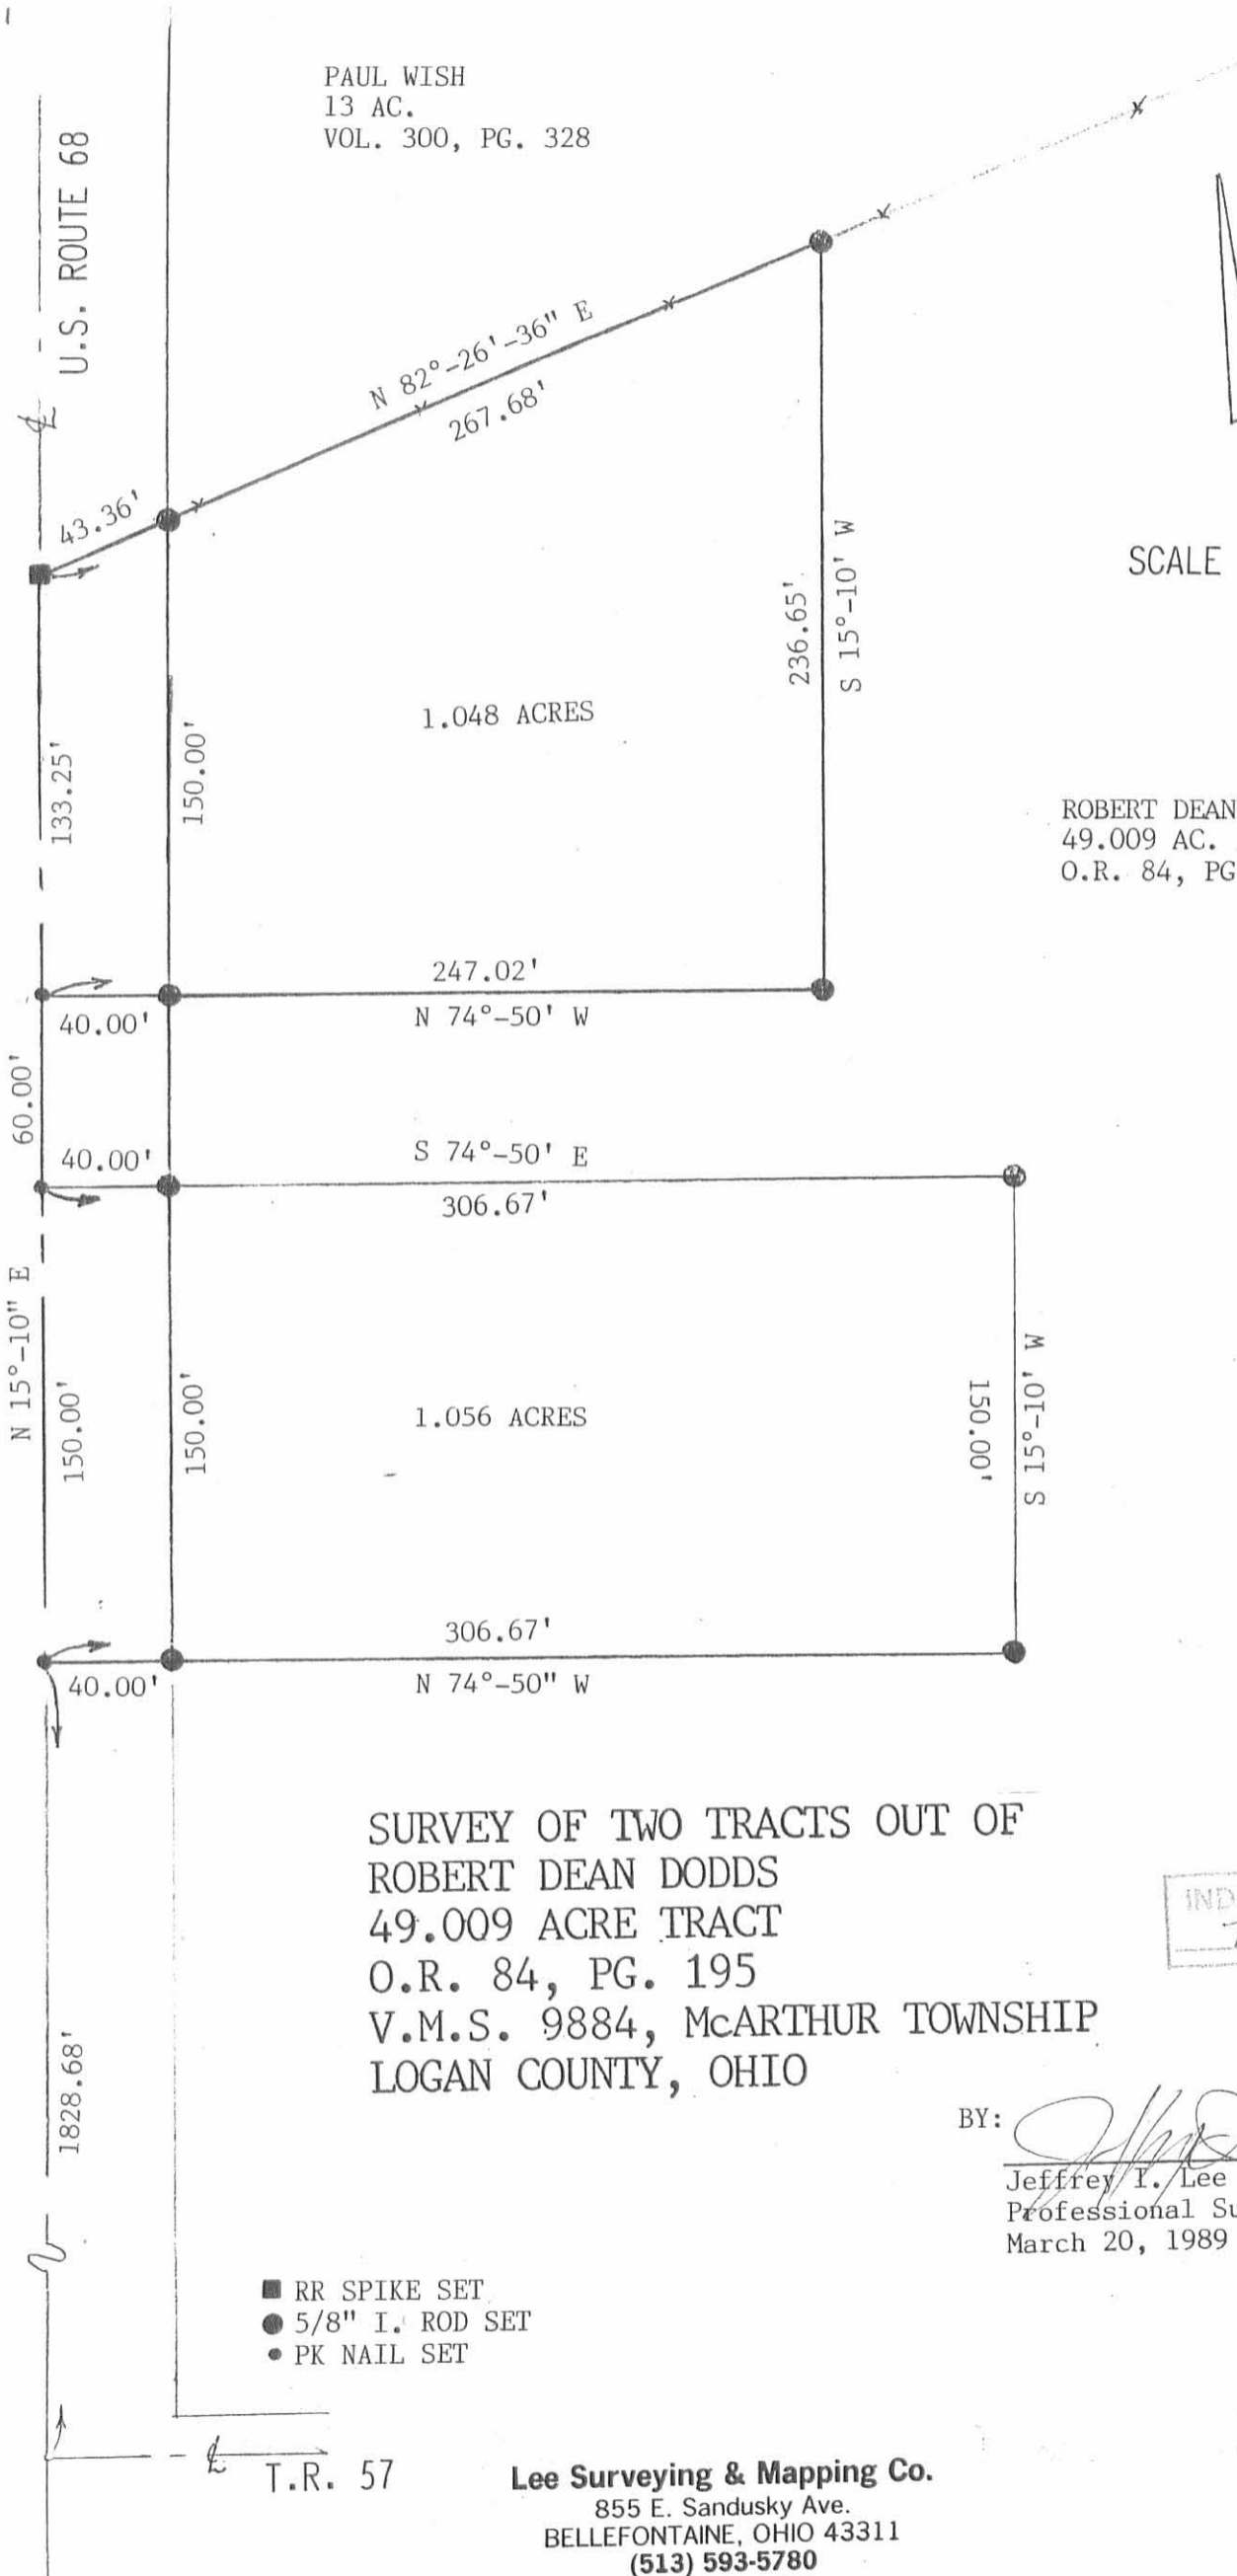 PAUL WISH
13 AC.
VOL. 300, PG. 328
U.S. ROUTE 68
N 82°-26'-36" E
267.68'
43.36'
SCALE
236.65'
S 15°-10' W
1.048 ACRES
133.25'
150.00'
ROBERT DEAN
49.009 AC.
O.R. 84, PG
247.02'
40.00'
N 74°-50' W
60.00'
40.00'
S 74°-50' E
306.67'
N 15°-10" E
150.00'
150.00'
1.056 ACRES
150.00'
S 15°-10' W
306.67'
40.00'
N 74°-50" W
SURVEY OF TWO TRACTS OUT OF
ROBERT DEAN DODDS
49.009 ACRE TRACT
O.R. 84, PG. 195
V.M.S. 9884, McARTHUR TOWNSHIP
LOGAN COUNTY, OHIO
IND
1828.68'
BY:
Jeffrey I. Lee
Professional Su
March 20, 1989
RR SPIKE SET
5/8" I. ROD SET
PK NAIL SET
T.R. 57
Lee Surveying & Mapping Co.
855 E. Sandusky Ave.
BELLEFONTAINE, OHIO 43311
(513) 593-5780